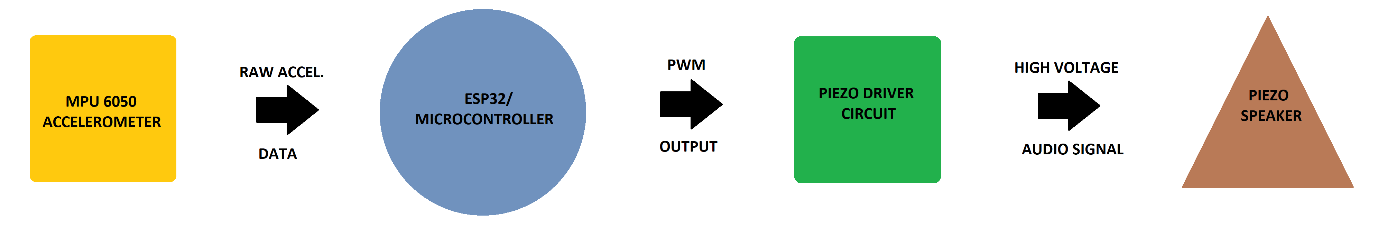 MPU 6050
ACCELEROMETER
RAW ACCEL.
DATA
ESP32/
MICROCONTROLLER
PWM
OUTPUT
PIEZO DRIVER
CIRCUIT
HIGH VOLTAGE
AUDIO SIGNAL
PIEZO
SPEAKER